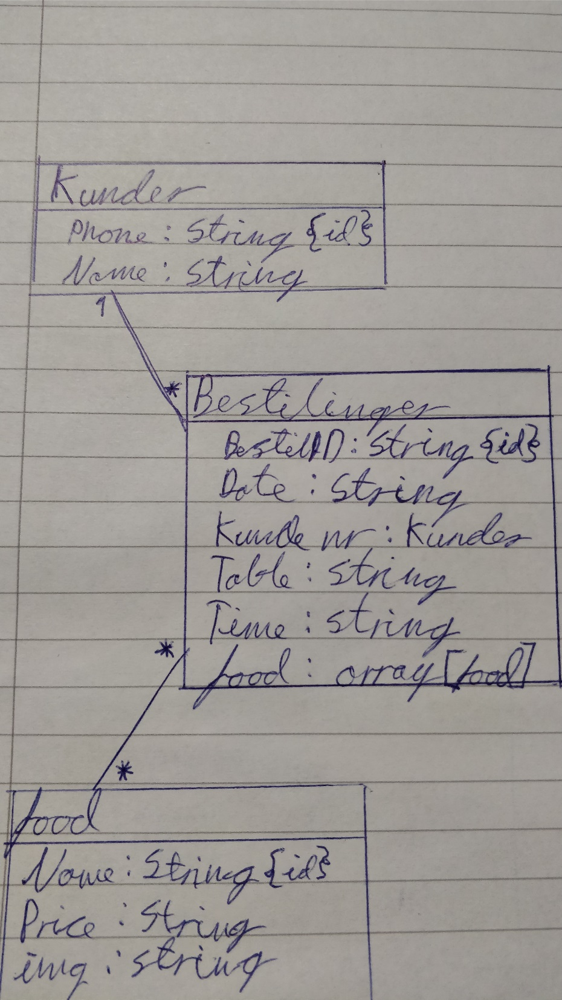 Kunder
Phone : String {id}
Name : String
1
*
Bestilinger
BestilID : String {id}
Date : String
Kunde nr : Kunder
Table : String
Time : String
*
food : array[food]
*
food
Name : String {id}
Price : String
img : string